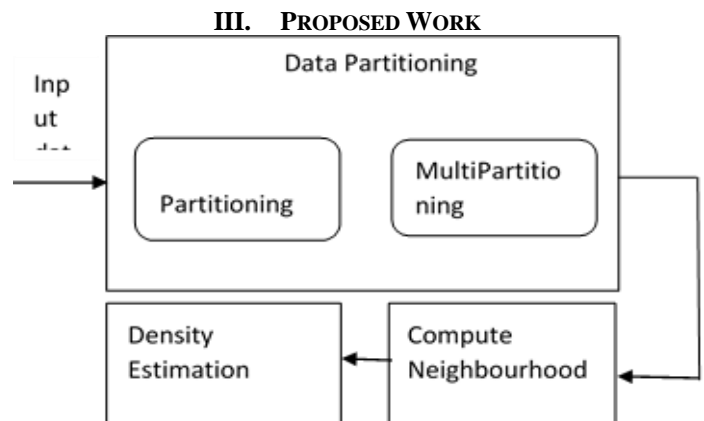 III. PROPOSED WORK
Data Partitioning
Inp
ut
Partitioning
MultiPartitio
ning
Density
Estimation
Compute
Neighbourhood